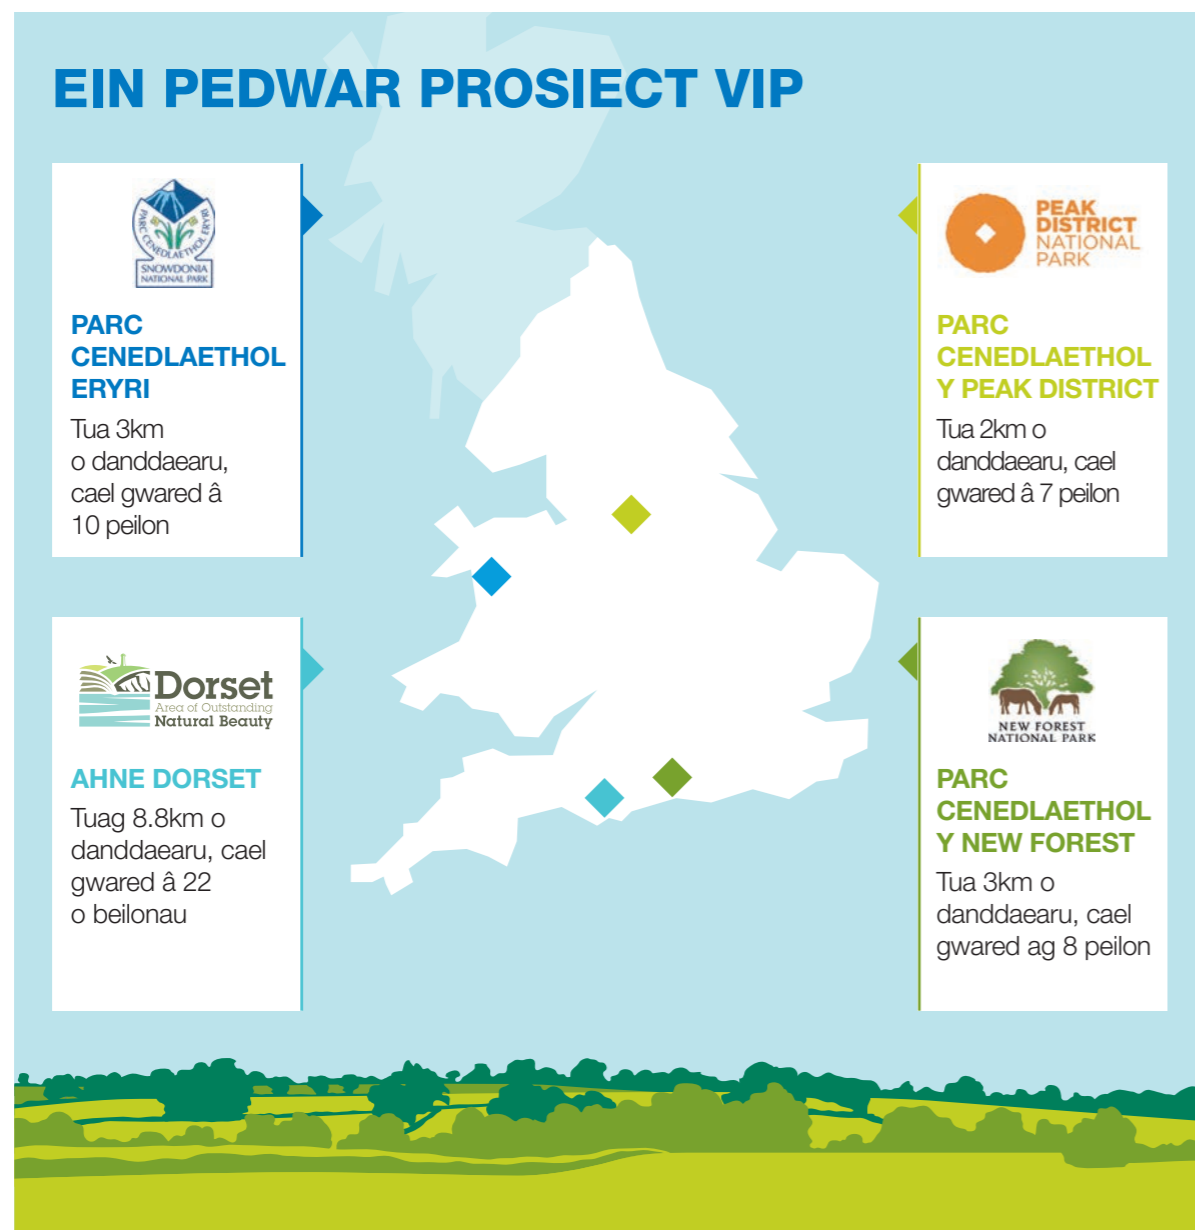 EIN PEDWAR PROSIECT VIP
PARC CENEDLAETHOL ERYRI
SNOWDONIA
NATIONAL PARK
PARC
CENEDLAETHOL
ERYRI
Tua 3km
o danddaearu,
cael gwared â
10 peilon
PEAK
DISTRICT
NATIONAL
PARK
PARC
CENEDLAETHOL
Y PEAK DISTRICT
Tua 2km o
danddaearu, cael
gwared â 7 peilon
Dorset
Area of Outstanding
Natural Beauty
AHNE DORSET
Tuag 8.8km o
danddaearu, cael
gwared â 22
o beilonau
NEW FOREST
NATIONAL PARK
PARC
CENEDLAETHOL
Y NEW FOREST
Tua 3km o
danddaearu, cael
gwared ag 8 peilon